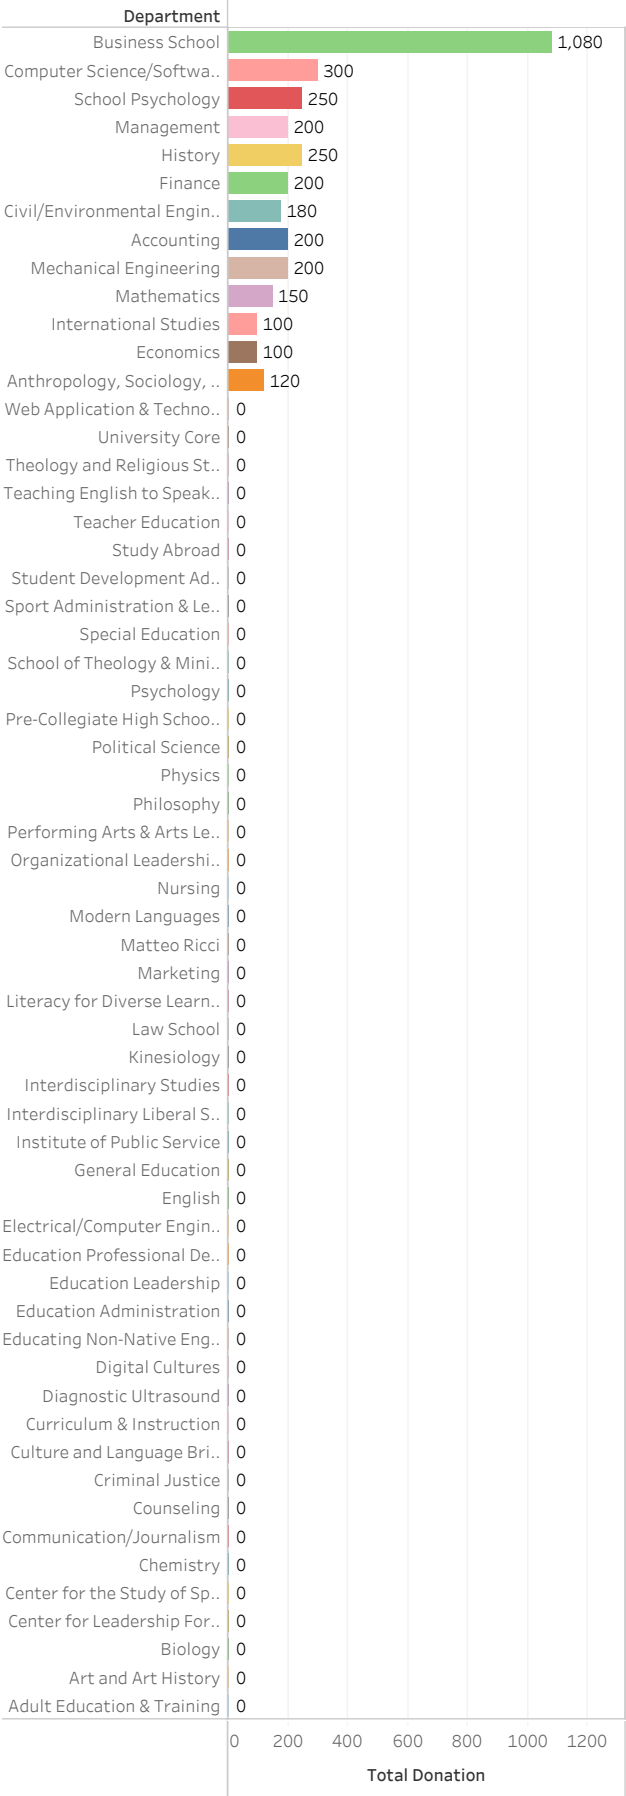 Department
Business School 1,080
Computer Science/Softwa.. 300
School Psychology 250
Management 200
History 250
Finance 200
Civil/Environmental Engin.. 180
Accounting 200
Mechanical Engineering 200
Mathematics 150
International Studies 100
Economics 100
Anthropology, Sociology, .. 120
Web Application & Techno.. 0
University Core 0
Theology and Religious St.. 0
Teaching English to Speak.. 0
Teacher Education 0
Study Abroad 0
Student Development Ad.. 0
Sport Administration & Le.. 0
Special Education 0
School of Theology & Mini.. 0
Psychology 0
Pre-Collegiate High Schoo.. 0
Political Science 0
Physics 0
Philosophy 0
Performing Arts & Arts Le.. 0
Organizational Leadershi.. 0
Nursing 0
Modern Languages 0
Matteo Ricci 0
Marketing 0
Literacy for Diverse Learn.. 0
Law School 0
Kinesiology 0
Interdisciplinary Studies 0
Interdisciplinary Liberal S.. 0
Institute of Public Service 0
General Education 0
English 0
Electrical/Computer Engin.. 0
Education Professional De.. 0
Education Leadership 0
Education Administration 0
Educating Non-Native Eng.. 0
Digital Cultures 0
Diagnostic Ultrasound 0
Curriculum & Instruction 0
Culture and Language Bri.. 0
Criminal Justice 0
Counseling 0
Communication/Journalism 0
Chemistry 0
Center for the Study of Sp.. 0
Center for Leadership For.. 0
Biology 0
Art and Art History 0
Adult Education & Training 0
0 200 400 600 800 1000 1200
Total Donation